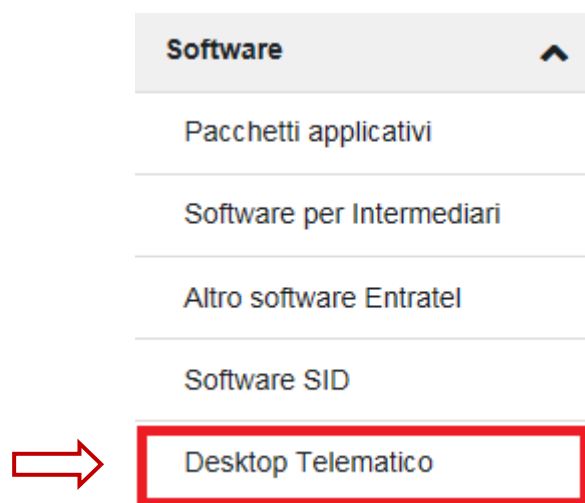 Software
Pacchetti applicativi
Software per Intermediari
Altro software Entratel
Software SID
Desktop Telematico